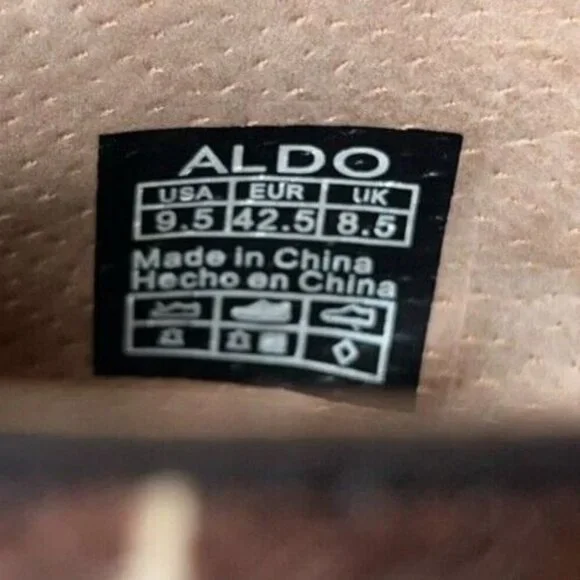 ALDO
USA EUR UK
9.5 42.5 8.5
Made in China
Hecho en China